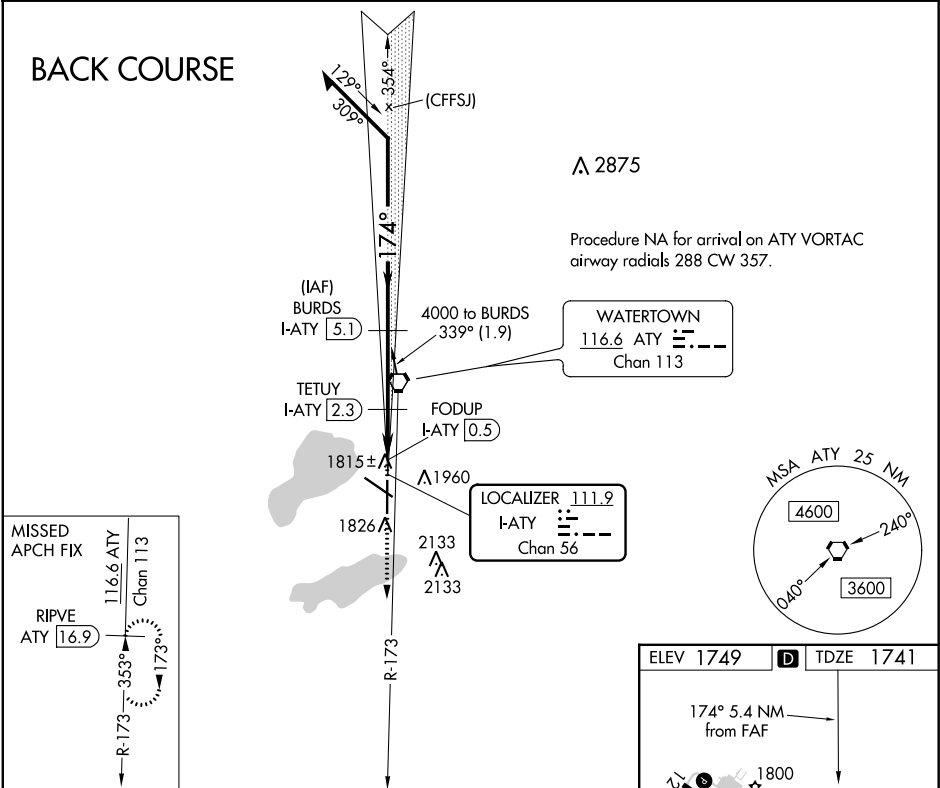 BACK COURSE
129°
309°
354°
(CFFSJ)
2875
174°
Procedure NA for arrival on ATY VORTAC
airway radials 288 CW 357.
(IAF)
BURDS
I-ATY 5.1
4000 to BURDS
339° (1.9)
WATERTOWN
116.6 ATY
Chan 113
TETUY
I-ATY 2.3
FODUP
I-ATY 0.5
1815±
1960
LOCALIZER 111.9
I-ATY
Chan 56
1826
2133
2133
MSA ATY 25 NM
4600
240°
040°
3600
MISSED
APCH FIX
116.6 ATY
Chan 113
RIPVE
ATY 16.9
353°
173°
R-173
R-173
ELEV 1749
D
TDZE 1741
174° 5.4 NM
from FAF
12
P
1800